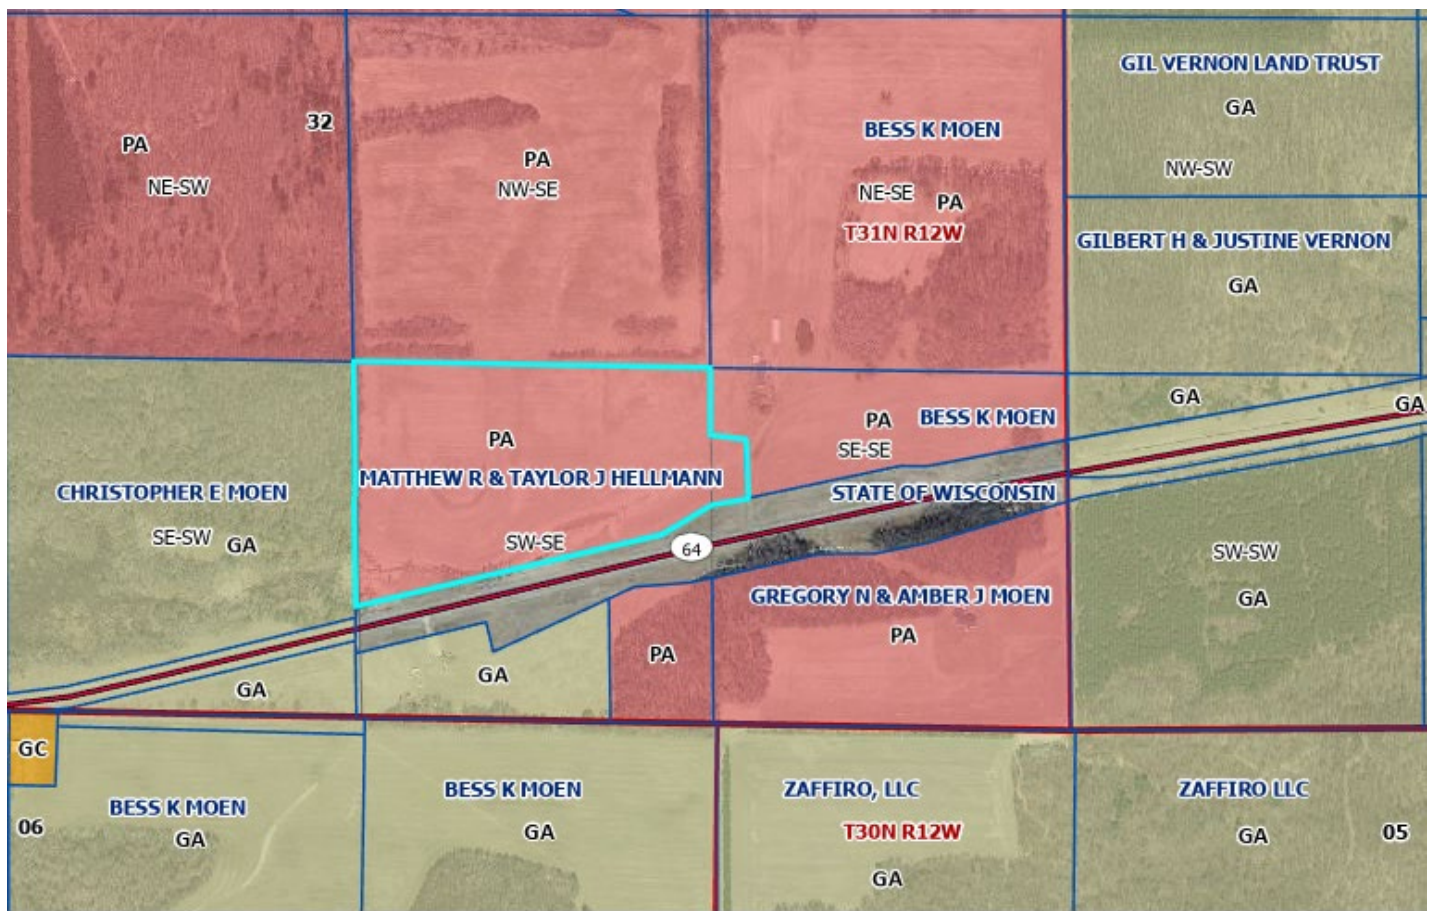 GIL VERNON LAND TRUST
GA
32
BESS K MOEN
PA
PA
NW-SW
NE-SW
NW-SE
NE-SE
PA
T31N R12W
GILBERT H & JUSTINE VERNON
GA
GA
GA
PA
BESS K MOEN
PA
SE-SE
MATTHEW R & TAYLOR J HELLMANN
CHRISTOPHER E MOEN
STATE OF WISCONSIN
SE-SW
GA
SW-SE
64
SW-SW
GREGORY N & AMBER J MOEN
GA
PA
PA
GA
GA
GC
BESS K MOEN
ZAFFIRO, LLC
ZAFFIRO LLC
BESS K MOEN
06
GA
GA
T30N R12W
GA
05
GA